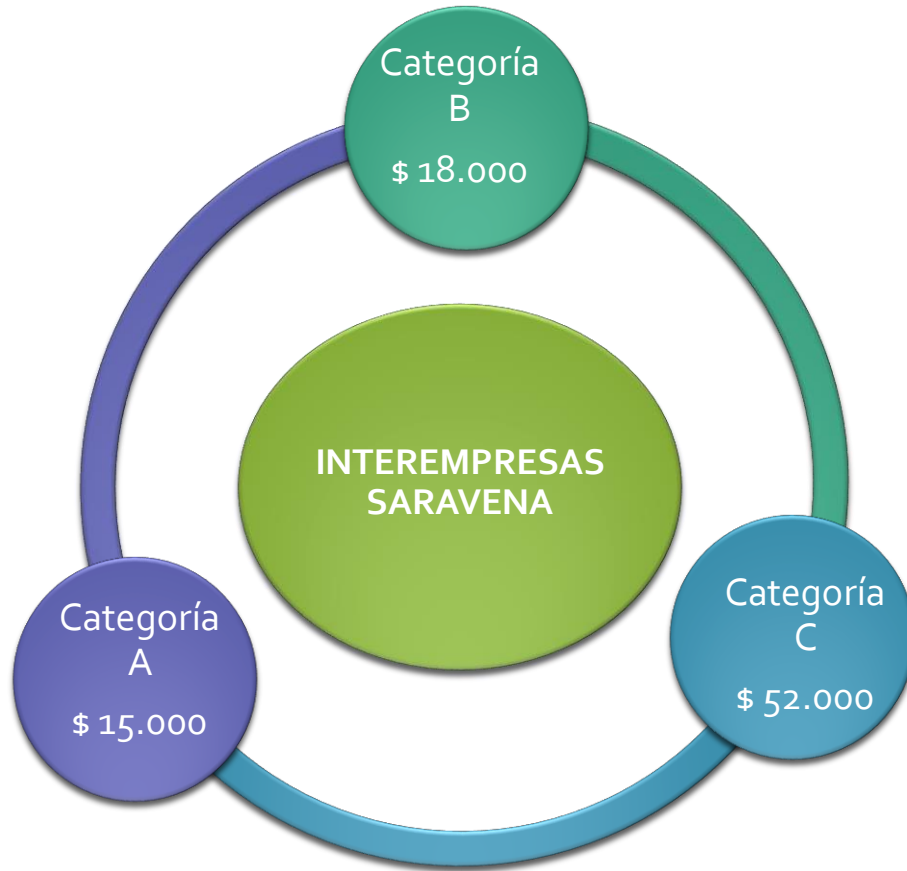 Categoría
B
$ 18.000
INTEREMPRESAS
SARAVENA
Categoría
A
$ 15.000
Categoría
C
$ 52.000